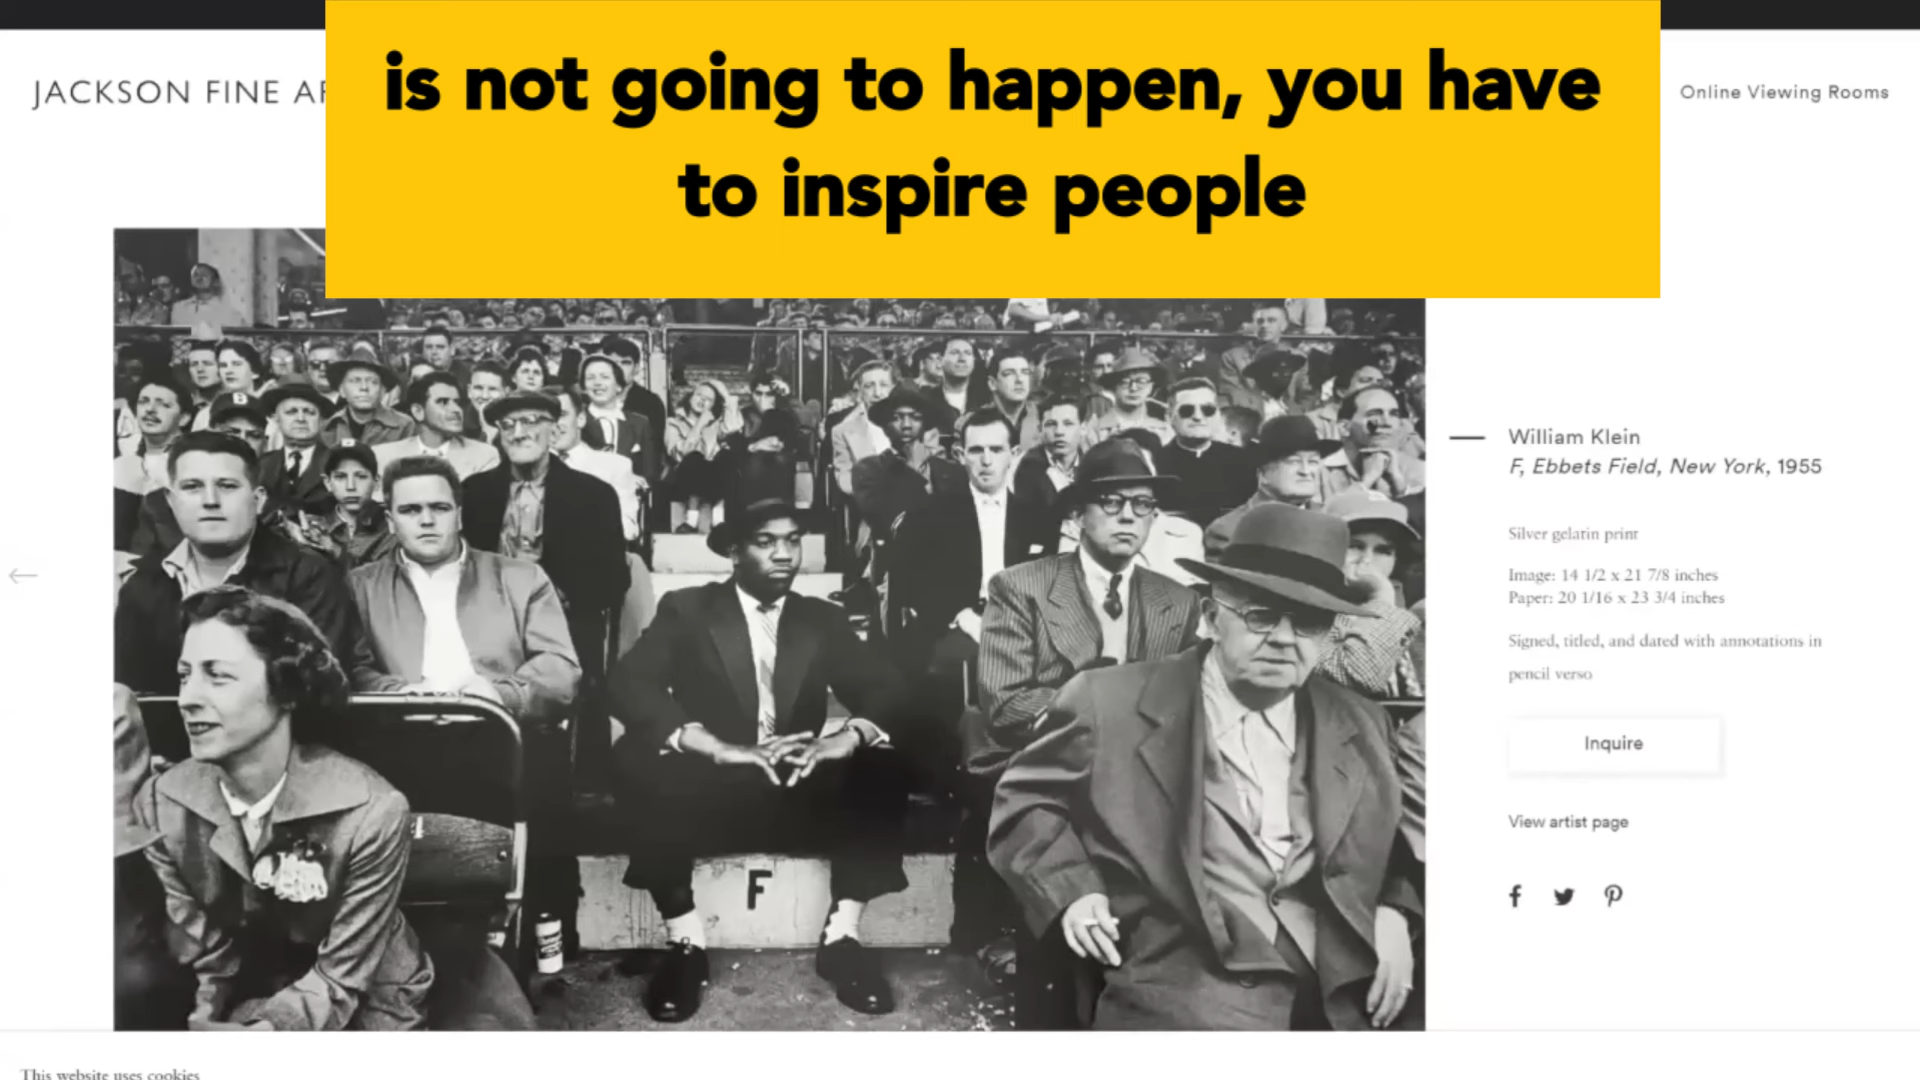 is not going to happen, you have
to inspire people
JACKSON FINE
Online Viewing Rooms
B
William Klein
F, Ebbets Field, New York, 1955
Silver gelatin print
Image: 14 1/2 x 21 7/8 inches
Paper: 20 1/16 x 23 3/4 inches
Signed, titled, and dated with annotations in
pencil verso
Inquire
View artist page
F
This website uses cookies